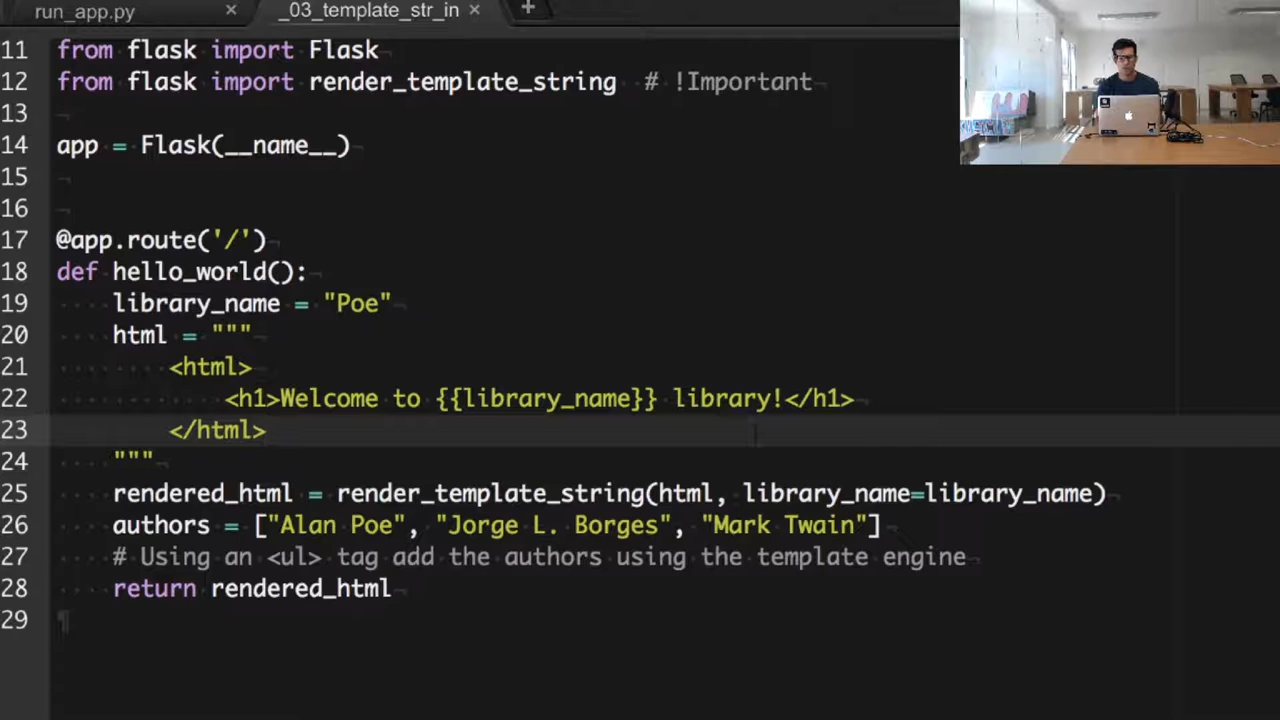 run_app.py × _03_template_str_in × +
11 from flask import Flask
12 from flask import render_template_string # !Important
13
14 app = Flask(__name__)
15
16
17 @app.route('/')
18 def hello_world():
19 library_name = "Poe"
20 html = """
21 <html>
22 <h1>Welcome to {{library_name}} library!</h1>
23 </html>
24 """
25 rendered_html = render_template_string(html, library_name=library_name)
26 authors = ["Alan Poe", "Jorge L. Borges", "Mark Twain"]
27 # Using an <ul> tag add the authors using the template engine
28 return rendered_html
29